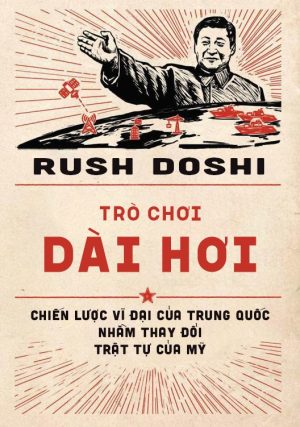 RUSH DOSHI
TRÒ CHƠI
DÀI HƠI
CHIẾN LƯỢC VĨ ĐẠI CỦA TRUNG QUỐC
NHẰM THAY ĐỔI
TRẬT TỰ CỦA MỸ